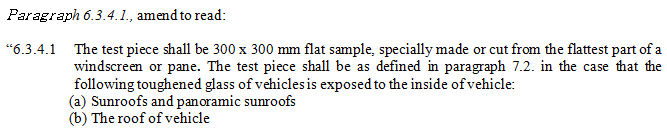 Paragraph 6.3.4.1., amend to read:
“6.3.4.1 The test piece shall be 300 x 300 mm flat sample, specially made or cut from the flattest part of a
windscreen or pane. The test piece shall be as defined in paragraph 7.2. in the case that the
following toughened glass of vehicles is exposed to the inside of vehicle:
(a) Sunroofs and panoramic sunroofs
(b) The roof of vehicle